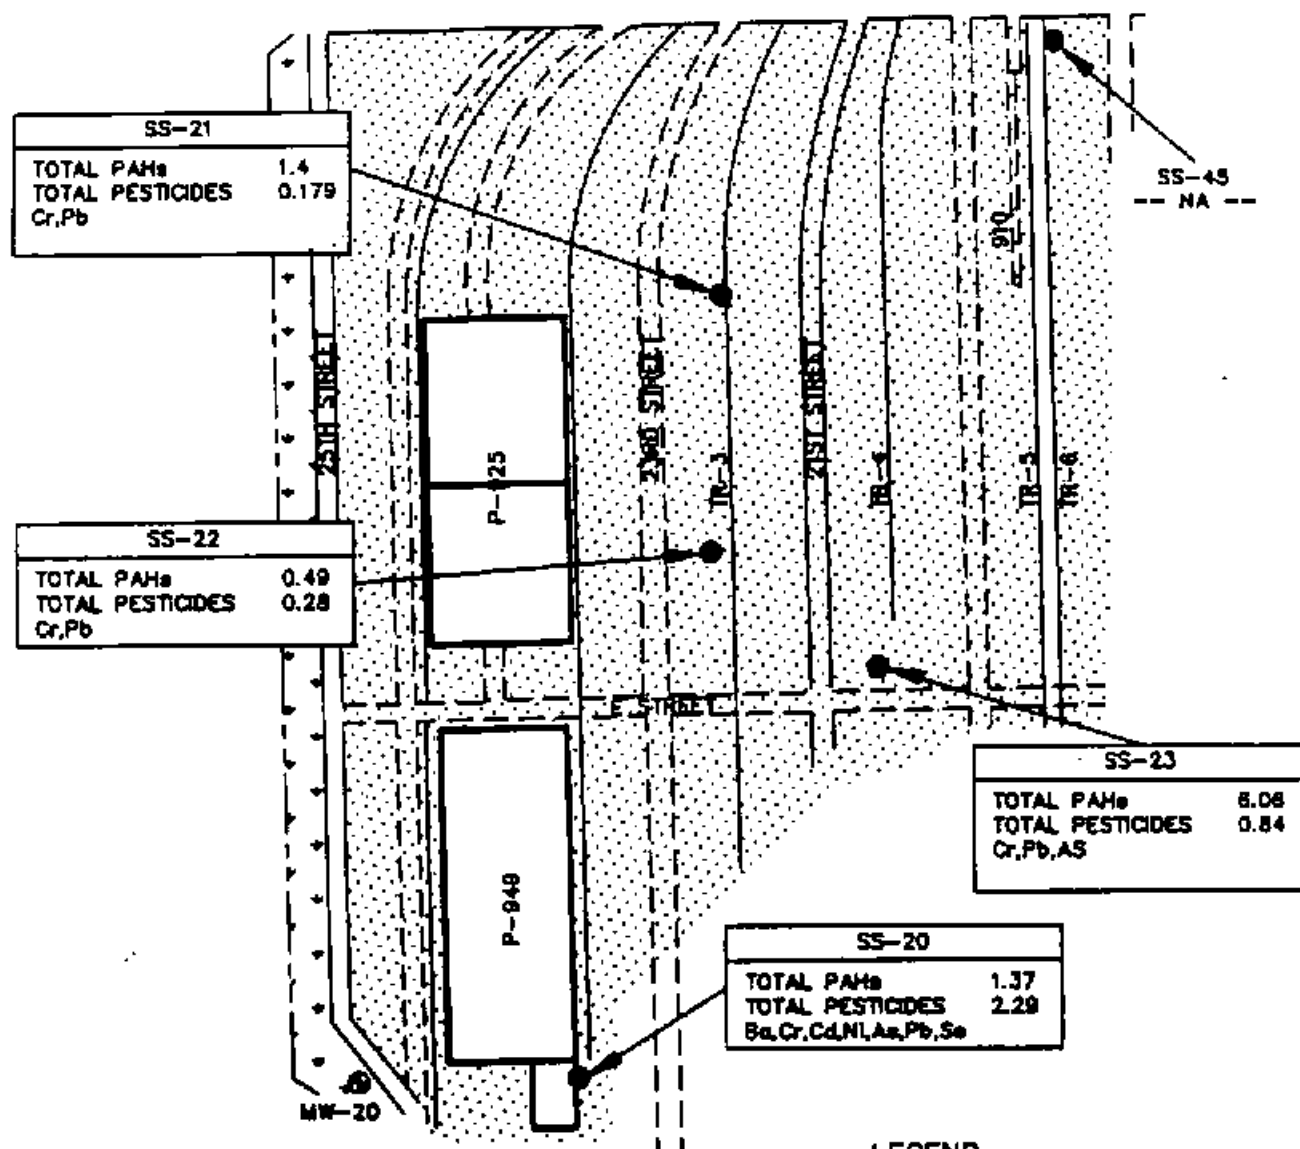 SS-21
TOTAL PAHs 1.4
TOTAL PESTICIDES 0.179
Cr,Pb
SS-45
-- NA --
910
25TH STREET
23RD STREET
21ST STREET
P-925
TR-3
TR-4
TR-5
TR-6
SS-22
TOTAL PAHs 0.49
TOTAL PESTICIDES 0.28
Cr,Pb
E STREET
SS-23
TOTAL PAHs 6.06
TOTAL PESTICIDES 0.84
Cr,Pb,AS
P-949
SS-20
TOTAL PAHs 1.37
TOTAL PESTICIDES 2.29
Ba,Cr,Cd,Ni,As,Pb,Se
MW-20
LEGEND